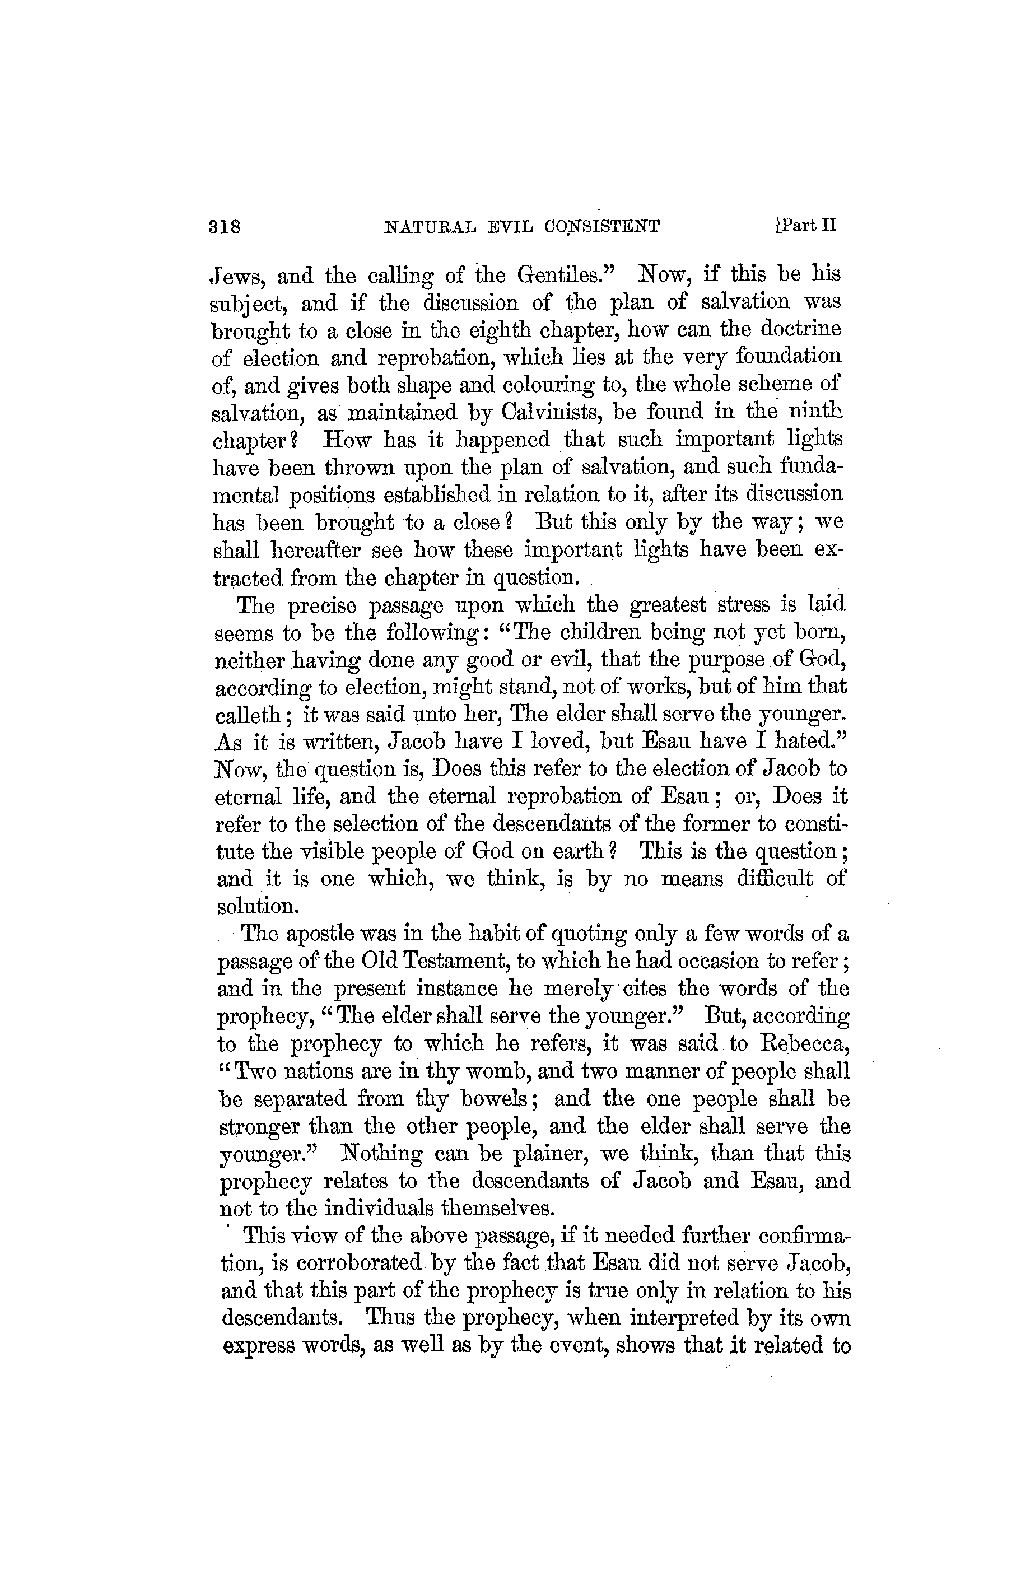 318 NATURAL EVIL CONSISTENT [Part II
Jews, and the calling of the Gentiles.” Now, if this be his
subject, and if the discussion of the plan of salvation was
brought to a close in the eighth chapter, how can the doctrine
of election and reprobation, which lies at the very foundation
of, and gives both shape and colouring to, the whole scheme of
salvation, as maintained by Calvinists, be found in the ninth
chapter? How has it happened that such important lights
have been thrown upon the plan of salvation, and such funda-
mental positions established in relation to it, after its discussion
has been brought to a close? But this only by the way; we
shall hereafter see how these important lights have been ex-
tracted from the chapter in question.
The precise passage upon which the greatest stress is laid
seems to be the following: “The children being not yet born,
neither having done any good or evil, that the purpose of God,
according to election, might stand, not of works, but of him that
calleth; it was said unto her, The elder shall serve the younger.
As it is written, Jacob have I loved, but Esau have I hated.”
Now, the question is, Does this refer to the election of Jacob to
eternal life, and the eternal reprobation of Esau; or, Does it
refer to the selection of the descendants of the former to consti-
tute the visible people of God on earth? This is the question;
and it is one which, we think, is by no means difficult of
solution.
The apostle was in the habit of quoting only a few words of a
passage of the Old Testament, to which he had occasion to refer;
and in the present instance he merely cites the words of the
prophecy, “The elder shall serve the younger.” But, according
to the prophecy to which he refers, it was said to Rebecca,
“Two nations are in thy womb, and two manner of people shall
be separated from thy bowels; and the one people shall be
stronger than the other people, and the elder shall serve the
younger.” Nothing can be plainer, we think, than that this
prophecy relates to the descendants of Jacob and Esau, and
not to the individuals themselves.
This view of the above passage, if it needed further confirma-
tion, is corroborated by the fact that Esau did not serve Jacob,
and that this part of the prophecy is true only in relation to his
descendants. Thus the prophecy, when interpreted by its own
express words, as well as by the event, shows that it related to